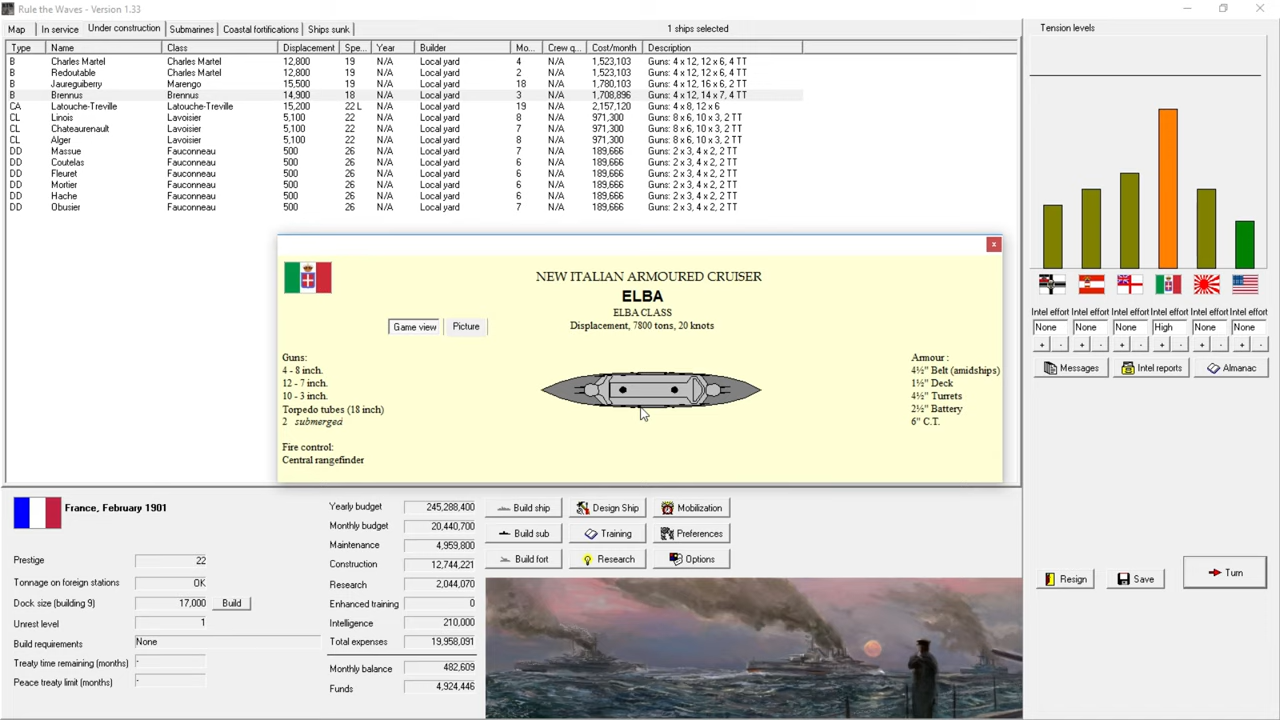 Rule the Waves - Version 1.33
Map In service Under construction Submarines Coastal fortifications Ships sunk 1 ships selected
Type Name Class Displacement Spe... Year Builder Mo... Crew q... Cost/month Description
B Charles Martel Charles Martel 12,800 19 N/A Local yard 4 N/A 1,523,103 Guns: 4 x 12, 12 x 6, 4 TT
B Redoutable Charles Martel 12,800 19 N/A Local yard 2 N/A 1,523,103 Guns: 4 x 12, 12 x 6, 4 TT
B Jaureguiberry Marengo 15,500 19 N/A Local yard 18 N/A 1,780,103 Guns: 4 x 12, 16 x 6, 2 TT
B Brennus Brennus 14,900 18 N/A Local yard 3 N/A 1,708,896 Guns: 4 x 12, 14 x 7, 4 TT
CA Latouche-Treville Latouche-Treville 15,200 22 L N/A Local yard 19 N/A 2,157,120 Guns: 4 x 8, 12 x 6
CL Linois Lavoisier 5,100 22 N/A Local yard 8 N/A 971,300 Guns: 8 x 6, 10 x 3, 2 TT
CL Chateaurenault Lavoisier 5,100 22 N/A Local yard 7 N/A 971,300 Guns: 8 x 6, 10 x 3, 2 TT
CL Alger Lavoisier 5,100 22 N/A Local yard 8 N/A 971,300 Guns: 8 x 6, 10 x 3, 2 TT
DD Massue Fauconneau 500 26 N/A Local yard 7 N/A 189,666 Guns: 2 x 3, 4 x 2, 2 TT
DD Coutelas Fauconneau 500 26 N/A Local yard 6 N/A 189,666 Guns: 2 x 3, 4 x 2, 2 TT
DD Fleuret Fauconneau 500 26 N/A Local yard 6 N/A 189,666 Guns: 2 x 3, 4 x 2, 2 TT
DD Mortier Fauconneau 500 26 N/A Local yard 6 N/A 189,666 Guns: 2 x 3, 4 x 2, 2 TT
DD Hache Fauconneau 500 26 N/A Local yard 6 N/A 189,666 Guns: 2 x 3, 4 x 2, 2 TT
DD Obusier Fauconneau 500 26 N/A Local yard 7 N/A 189,666 Guns: 2 x 3, 4 x 2, 2 TT
NEW ITALIAN ARMOURED CRUISER
ELBA
ELBA CLASS
Displacement, 7800 tons, 20 knots
Game view Picture
Guns:
4 - 8 inch.
12 - 7 inch.
10 - 3 inch.
Torpedo tubes (18 inch)
2 submerged
Fire control:
Central rangefinder
Armour :
4½" Belt (amidships)
1½" Deck
4½" Turrets
2½" Battery
6" C.T.
Tension levels
Intel effort Intel effort Intel effort Intel effort Intel effort Intel effort
None None None High None None
+ - + - + - + - + - + -
Messages Intel reports Almanac
France, February 1901
Prestige 22
Tonnage on foreign stations OK
Dock size (building 9) 17,000 Build
Unrest level 1
Build requirements None
Treaty time remaining (months) -
Peace treaty limit (months) -
Yearly budget 245,288,400
Monthly budget 20,440,700
Maintenance 4,959,800
Construction 12,744,221
Research 2,044,070
Enhanced training 0
Intelligence 210,000
Total expenses 19,958,091
Monthly balance 482,609
Funds 4,924,446
Build ship Design Ship Mobilization
Build sub Training Preferences
Build fort Research Options
Resign Save Turn